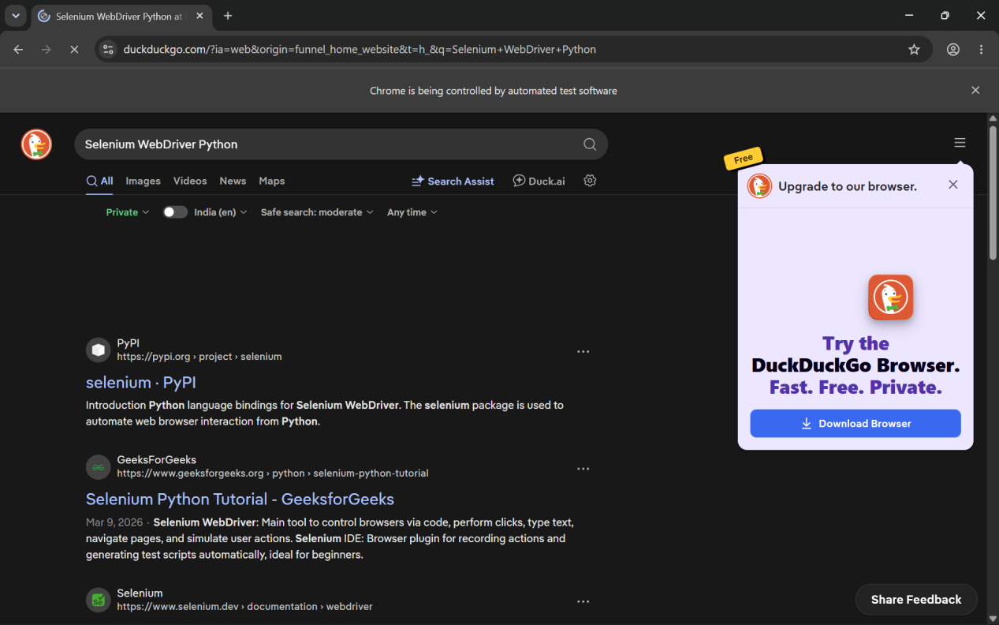 Selenium WebDriver Python at
duckduckgo.com/?ia=web&origin=funnel_home_website&t=h_&q=Selenium+WebDriver+Python
Chrome is being controlled by automated test software
Selenium WebDriver Python
All Images Videos News Maps Search Assist Duck.ai
Private India (en) Safe search: moderate Any time
Free
Upgrade to our browser.
Try the
DuckDuckGo Browser.
Fast. Free. Private.
Download Browser
PyPI
https://pypi.org › project › selenium
selenium · PyPI
Introduction Python language bindings for Selenium WebDriver. The selenium package is used to
automate web browser interaction from Python.
GeeksForGeeks
https://www.geeksforgeeks.org › python › selenium-python-tutorial
Selenium Python Tutorial - GeeksforGeeks
Mar 9, 2026 · Selenium WebDriver: Main tool to control browsers via code, perform clicks, type text,
navigate pages, and simulate user actions. Selenium IDE: Browser plugin for recording actions and
generating test scripts automatically, ideal for beginners.
Se
Selenium
https://www.selenium.dev › documentation › webdriver
Share Feedback